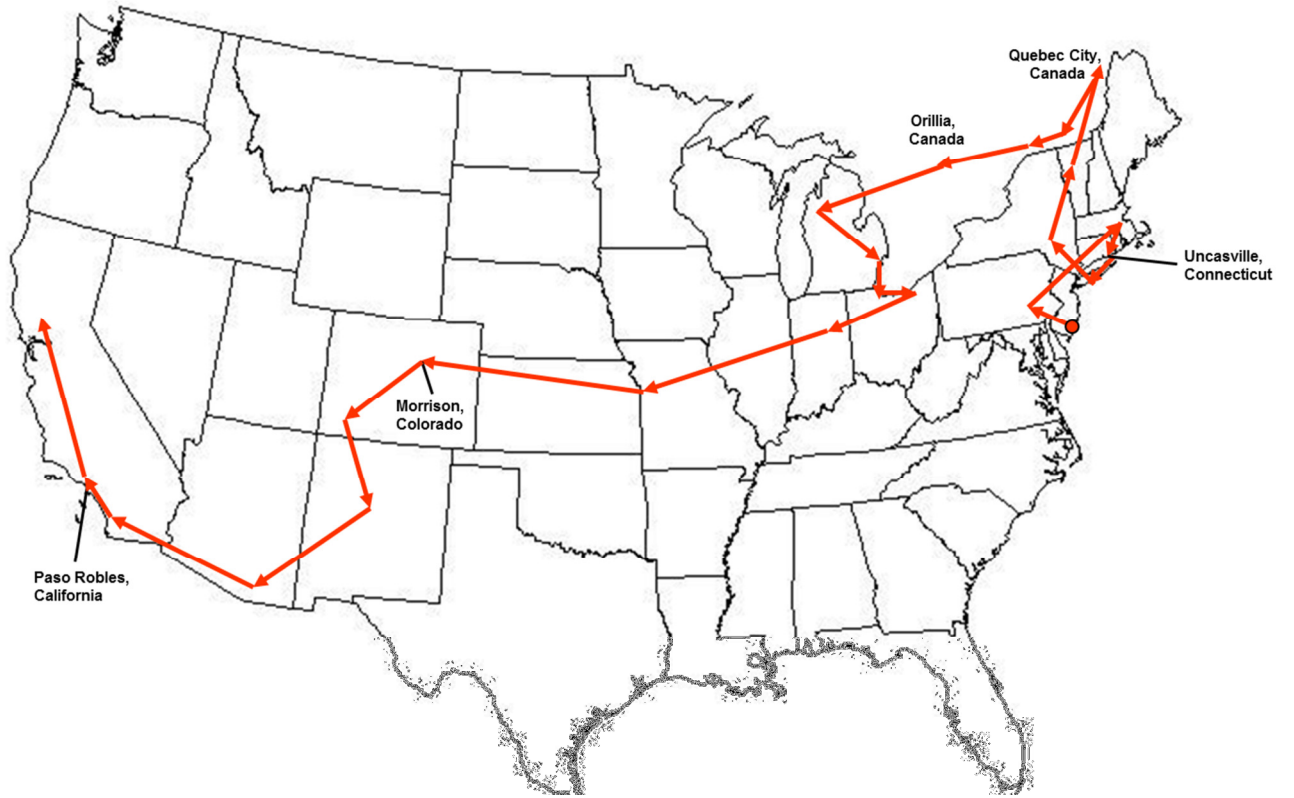 Quebec City,
Canada
Orillia,
Canada
Uncasville,
Connecticut
Morrison,
Colorado
Paso Robles,
California